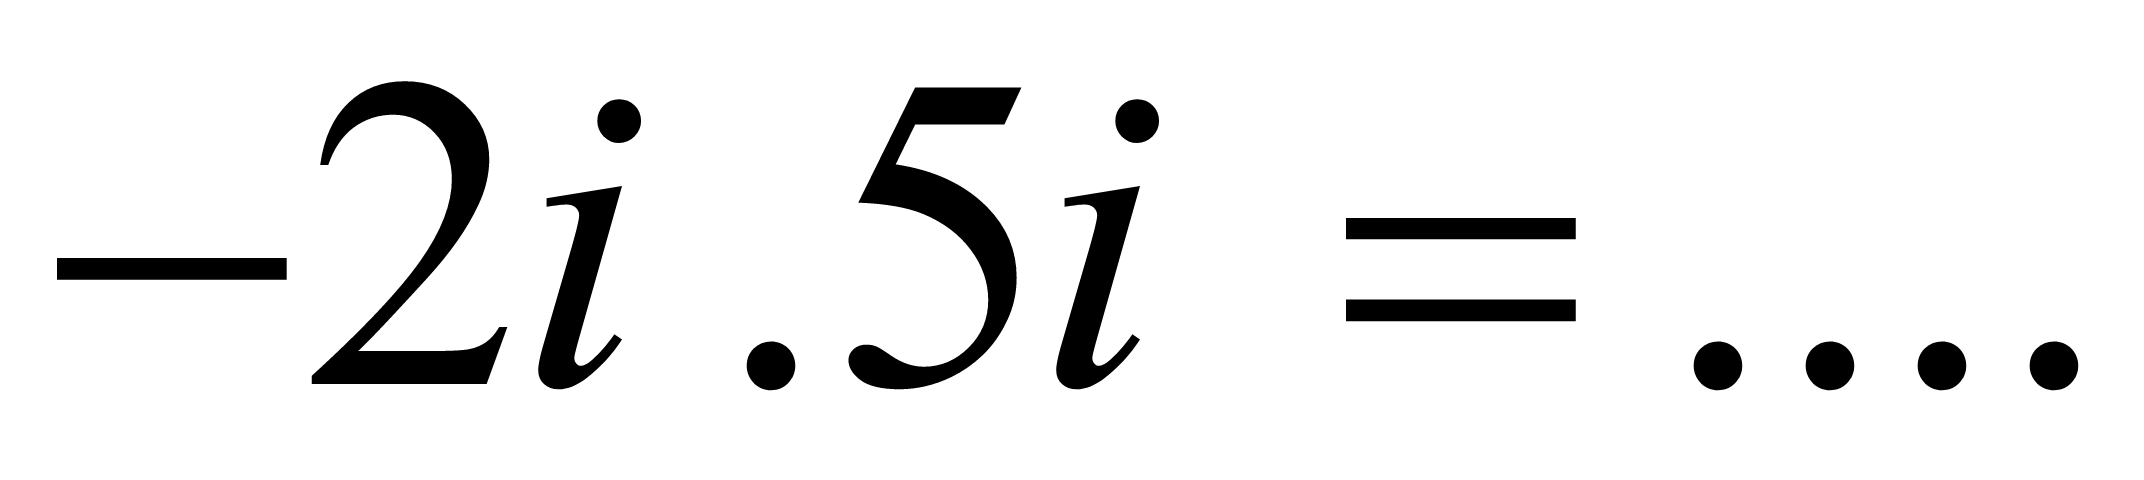 −2i .5i = ....